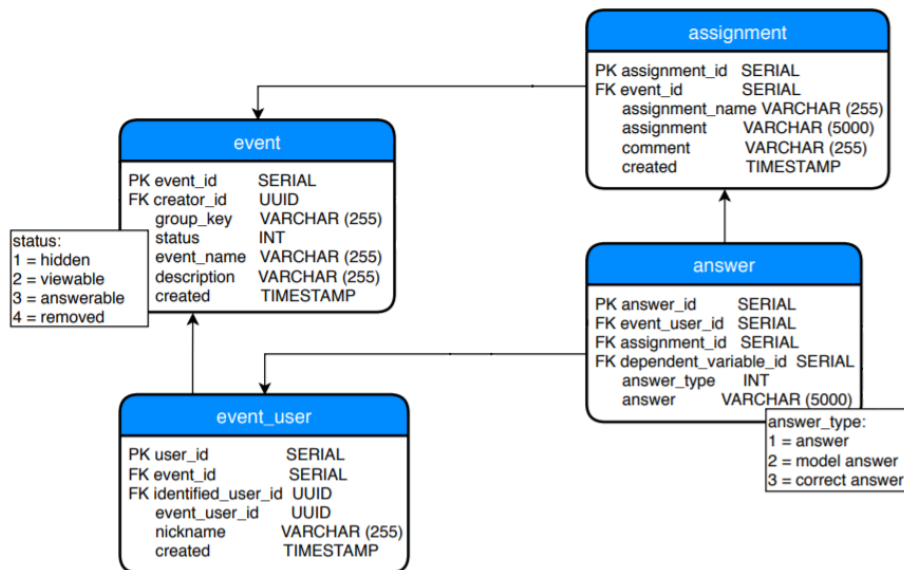 assignment
PK assignment_id SERIAL
FK event_id SERIAL
assignment_name VARCHAR (255)
assignment VARCHAR (5000)
comment VARCHAR (255)
created TIMESTAMP
event
PK event_id SERIAL
FK creator_id UUID
group_key VARCHAR (255)
status INT
event_name VARCHAR (255)
description VARCHAR (255)
created TIMESTAMP
status:
1 = hidden
2 = viewable
3 = answerable
4 = removed
answer
PK answer_id SERIAL
FK event_user_id SERIAL
FK assignment_id SERIAL
FK dependent_variable_id SERIAL
answer_type INT
answer VARCHAR (5000)
answer_type:
1 = answer
2 = model answer
3 = correct answer
event_user
PK user_id SERIAL
FK event_id SERIAL
FK identified_user_id UUID
event_user_id UUID
nickname VARCHAR (255)
created TIMESTAMP